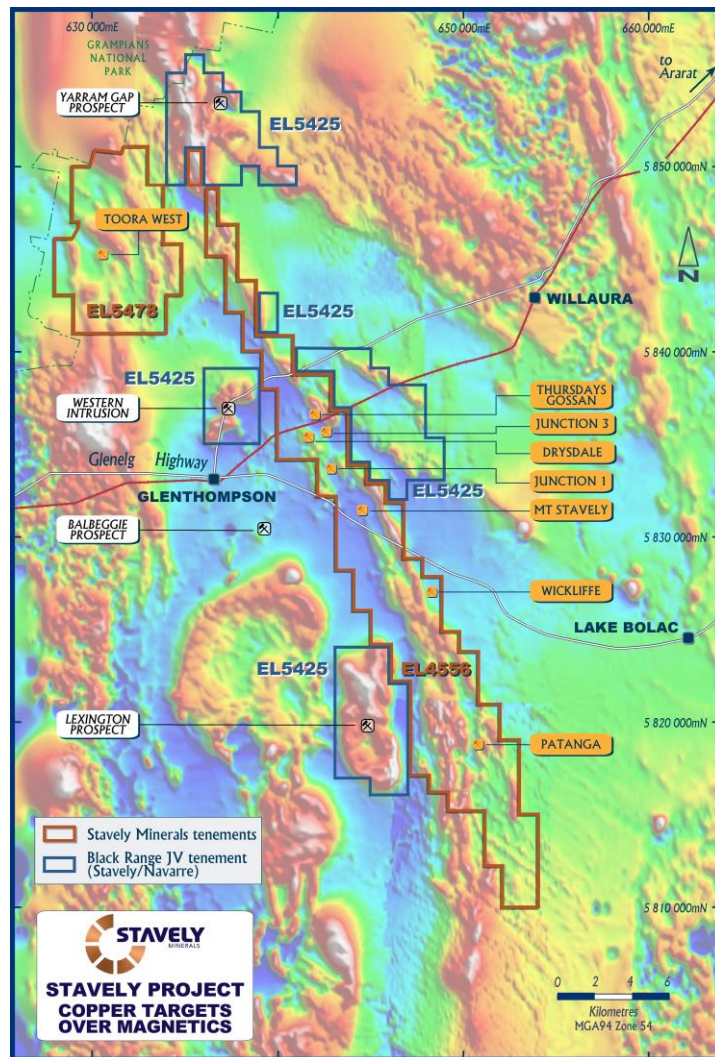 630 000mE
650 000mE
660 000mE
GRAMPIANS
NATIONAL
PARK
to
Ararat
YARRAM GAP
PROSPECT
EL5425
5 850 000mN
TOORA WEST
N
EL5478
EL5425
WILLAURA
5 840 000mN
EL5425
WESTERN
INTRUSION
THURSDAYS
GOSSAN
JUNCTION 3
DRYSDALE
JUNCTION 1
Glenelg Highway
GLENTHOMPSON
EL5425
MT STAVELY
BALBEGGIE
PROSPECT
5 830 000mN
WICKLIFFE
LAKE BOLAC
EL5425
EL4556
LEXINGTON
PROSPECT
5 820 000mN
PATANGA
Stavely Minerals tenements
Black Range JV tenement
(Stavely/Navarre)
5 810 000mN
STAVELY
MINERALS
STAVELY PROJECT
COPPER TARGETS
OVER MAGNETICS
0 2 4 6
Kilometres
MGA94 Zone 54